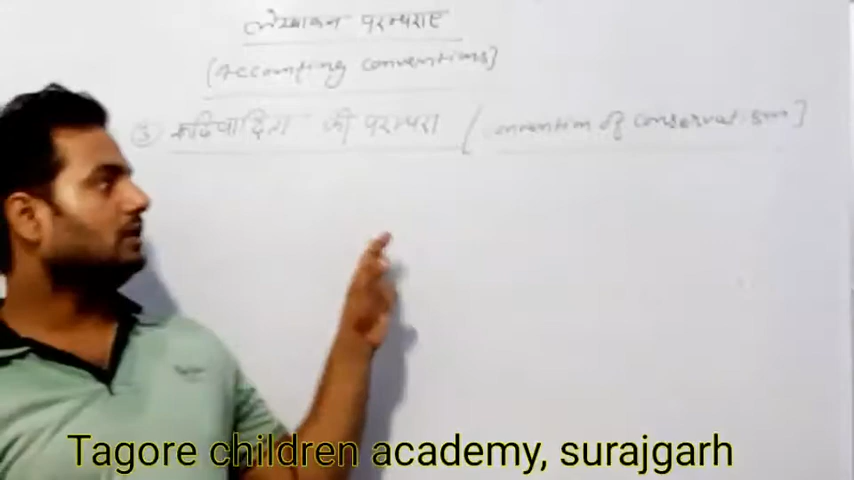 लेखांकन परम्पराएँ
(Accounting conventions)
③ रूढिवादिता की परम्परा (convention of conservatism)
Tagore children academy, surajgarh